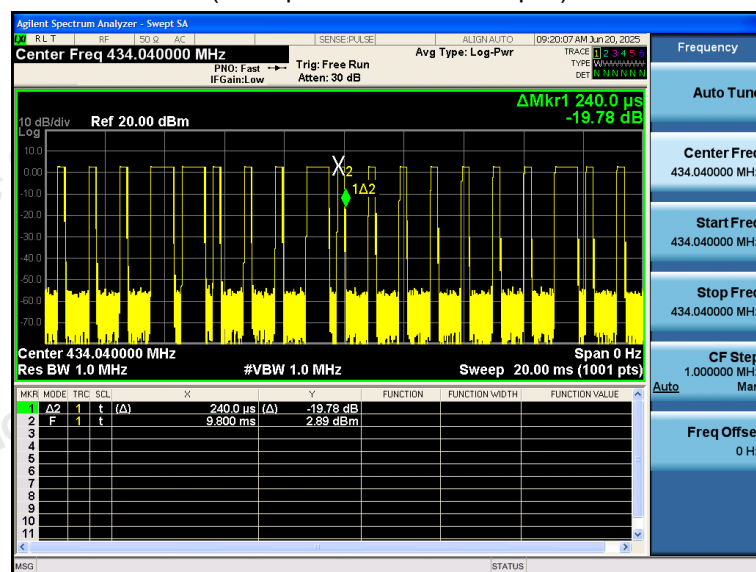 Agilent Spectrum Analyzer - Swept SA
RLT RF 50 Ω AC SENSE:PULSE ALIGN AUTO 09:20:07 AM Jun 20, 2025
Center Freq 434.040000 MHz
PNO: Fast
IFGain:Low
Trig: Free Run
Atten: 30 dB
Avg Type: Log-Pwr
TRACE 1 2 3 4 5 6
TYPE
DET N N N N N N
ΔMkr1 240.0 µs
-19.78 dB
10 dB/div Ref 20.00 dBm
Log
10.0
0.00
-10.0
-20.0
-30.0
-40.0
-50.0
-60.0
-70.0
X2
1Δ2
Center 434.040000 MHz Span 0 Hz
Res BW 1.0 MHz #VBW 1.0 MHz Sweep 20.00 ms (1001 pts)
MKR MODE TRC SCL X Y FUNCTION FUNCTION WIDTH FUNCTION VALUE
1 Δ2 1 t (Δ) 240.0 µs (Δ) -19.78 dB
2 F 1 t 9.800 ms 2.89 dBm
3
4
5
6
7
8
9
10
11
MSG STATUS
Frequency
Auto Tune
Center Freq
434.040000 MHz
Start Freq
434.040000 MHz
Stop Freq
434.040000 MHz
CF Step
1.000000 MHz
Auto Man
Freq Offset
0 Hz